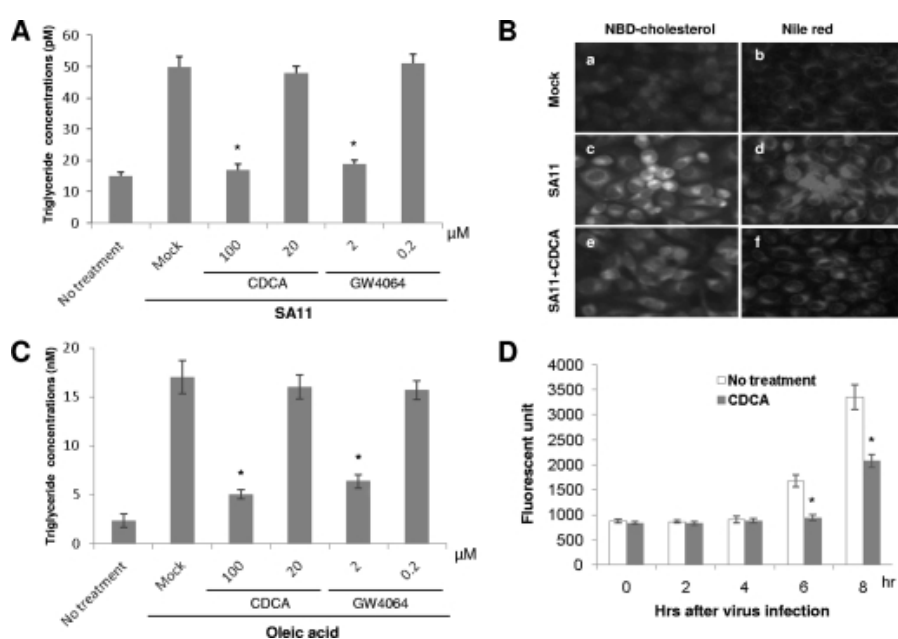 A
Triglyceride concentrations (pM)
60
50
40
30
20
10
0
*
*
No treatment
Mock
100
20
2
0.2
µM
CDCA
GW4064
SA11
B
NBD-cholesterol
Nile red
Mock
SA11
SA11+CDCA
a
b
c
d
e
f
C
Triglyceride concentrations (nM)
20
15
10
5
0
*
*
No treatment
Mock
100
20
2
0.2
µM
CDCA
GW4064
Oleic acid
D
Fluorescent unit
4000
3500
3000
2500
2000
1500
1000
500
0
No treatment
CDCA
*
*
0
2
4
6
8
hr
Hrs after virus infection